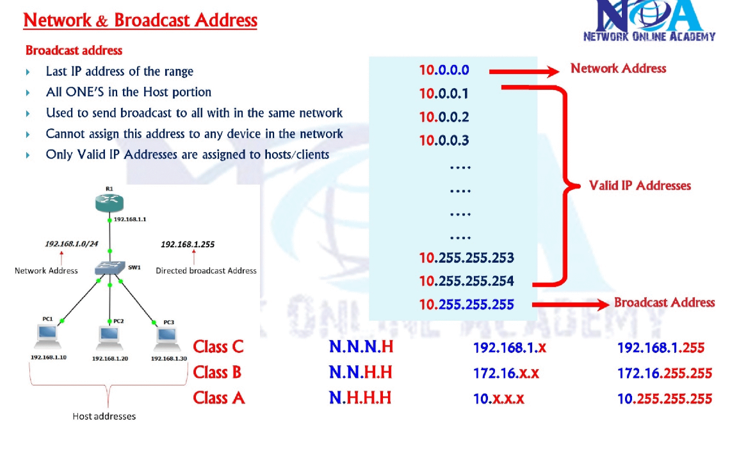 Network & Broadcast Address
NOA
NETWORK ONLINE ACADEMY
Broadcast address
Last IP address of the range
All ONE'S in the Host portion
Used to send broadcast to all with in the same network
Cannot assign this address to any device in the network
Only Valid IP Addresses are assigned to hosts/clients
10.0.0.0
Network Address
10.0.0.1
10.0.0.2
10.0.0.3
....
....
....
....
Valid IP Addresses
10.255.255.253
10.255.255.254
10.255.255.255
Broadcast Address
R1
192.168.1.1
192.168.1.0/24
192.168.1.255
Network Address
SW1
Directed broadcast Address
PC1
PC2
PC3
192.168.1.10
192.168.1.20
192.168.1.30
Host addresses
Class C N.N.N.H 192.168.1.x 192.168.1.255
Class B N.N.H.H 172.16.x.x 172.16.255.255
Class A N.H.H.H 10.x.x.x 10.255.255.255